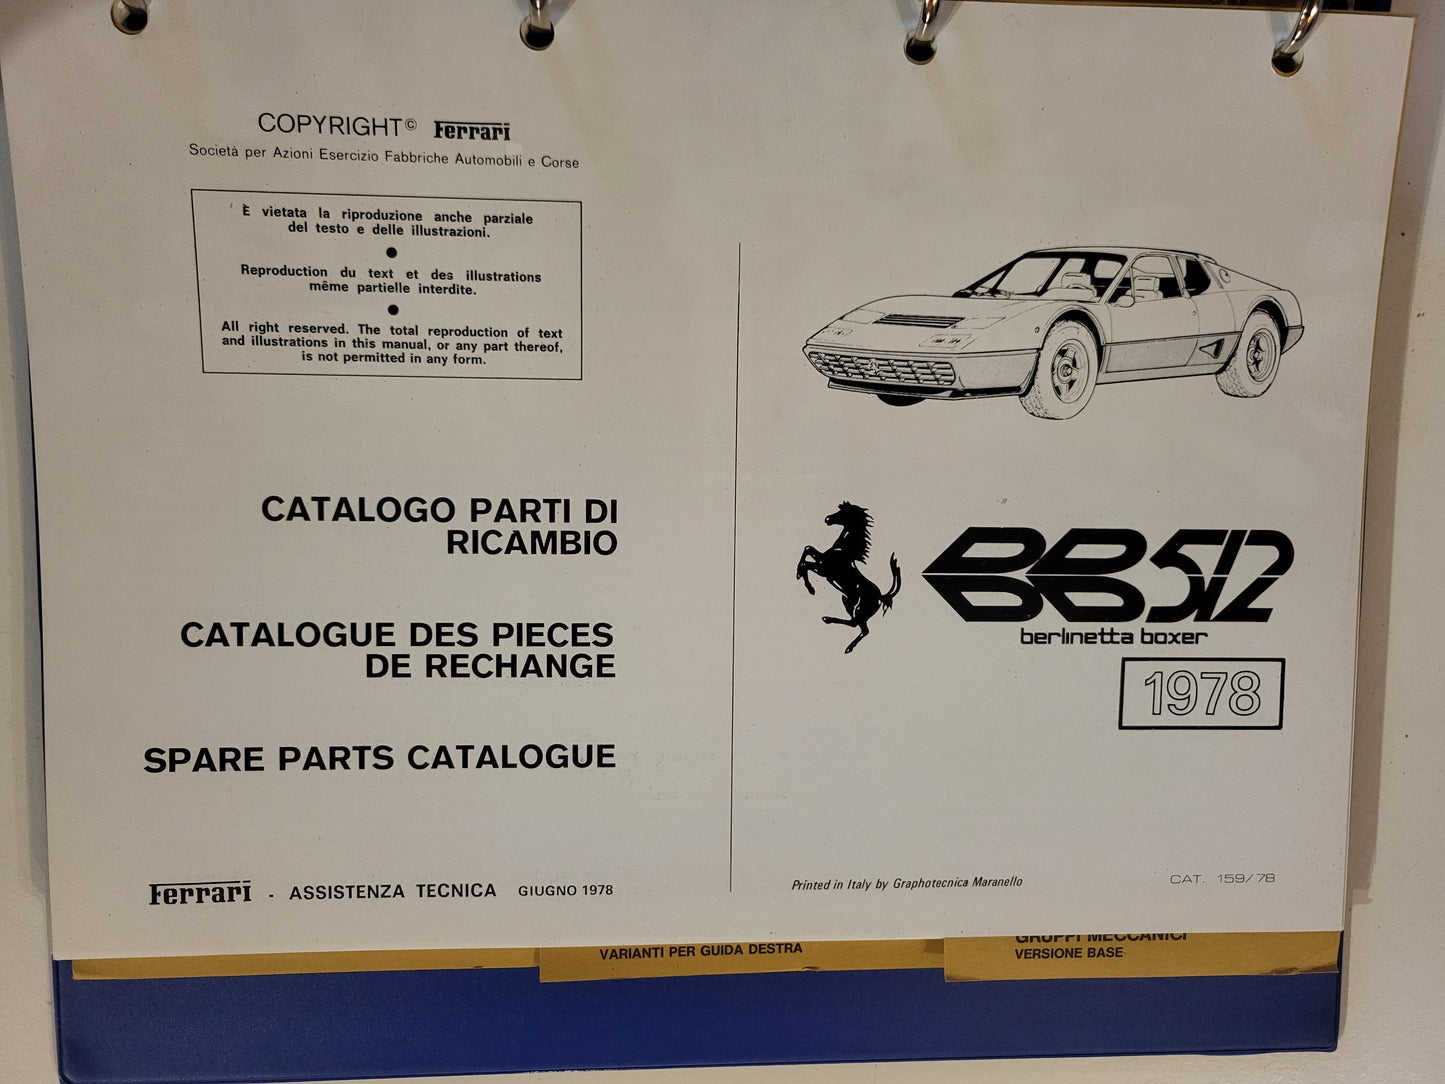 COPYRIGHT© Ferrari
Società per Azioni Esercizio Fabbriche Automobili e Corse
È vietata la riproduzione anche parziale
del testo e delle illustrazioni.
Reproduction du text et des illustrations
même partielle interdite.
All right reserved. The total reproduction of text
and illustrations in this manual, or any part thereof,
is not permitted in any form.
CATALOGO PARTI DI
RICAMBIO
CATALOGUE DES PIECES
DE RECHANGE
SPARE PARTS CATALOGUE
Ferrari - ASSISTENZA TECNICA GIUGNO 1978
BB 512
berlinetta boxer
1978
Printed in Italy by Graphotecnica Maranello
CAT. 159/78
VARIANTI PER GUIDA DESTRA
GRUPPI MECCANICI
VERSIONE BASE